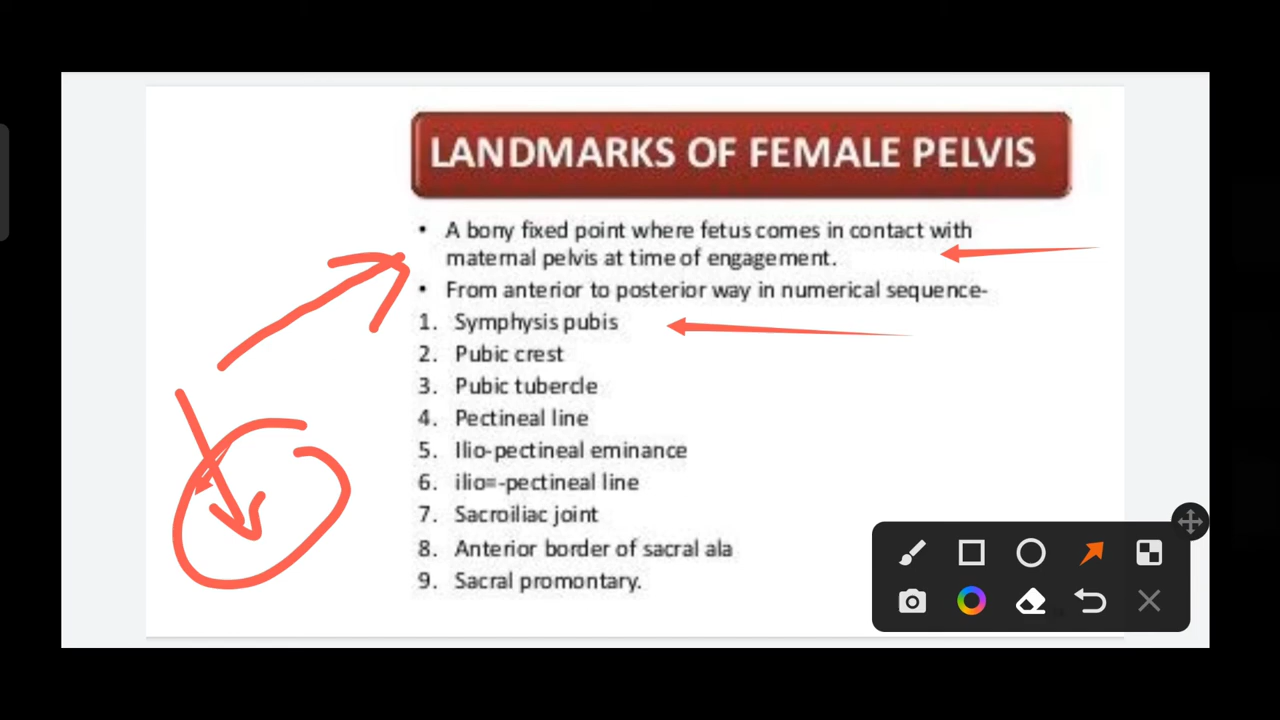 LANDMARKS OF FEMALE PELVIS
• A bony fixed point where fetus comes in contact with
maternal pelvis at time of engagement.
• From anterior to posterior way in numerical sequence-
1. Symphysis pubis
2. Pubic crest
3. Pubic tubercle
4. Pectineal line
5. Ilio-pectineal eminance
6. ilio=-pectineal line
7. Sacroiliac joint
8. Anterior border of sacral ala
9. Sacral promontary.